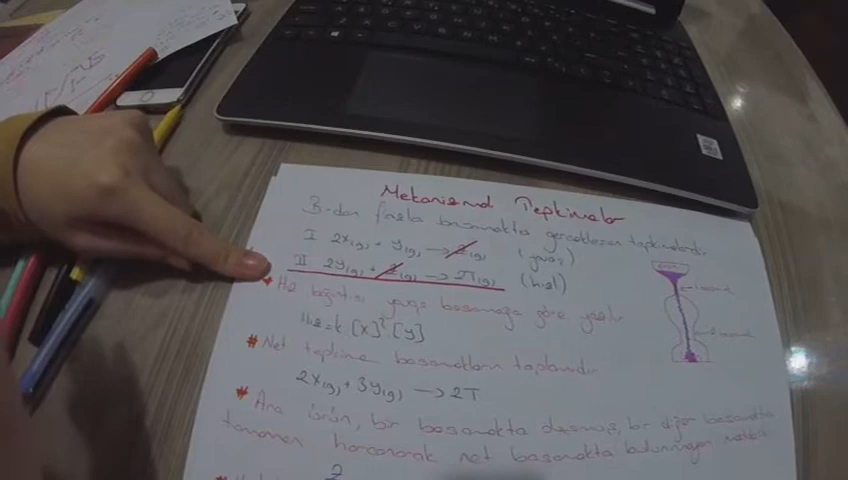 Mekanizmalı Tepkimeler
Birden fazla basamakta gerçekleşen tepkimelerdir.
I 2X(g) + Y(g) → Z(g) (yavaş)
II 2Y(g) + Z(g) → 2T(g) (hızlı)
* Hız bağıntısı yavaş basamağa göre yazılır.
Hız = k.[X]².[Y]
# Net tepkime basamakların toplamıdır.
2X(g) + 3Y(g) → 2T
* Ara ürün, bir basamakta oluşmuş, bir diğer basamakta
tamamen harcanarak net basamakta bulunmayan
2